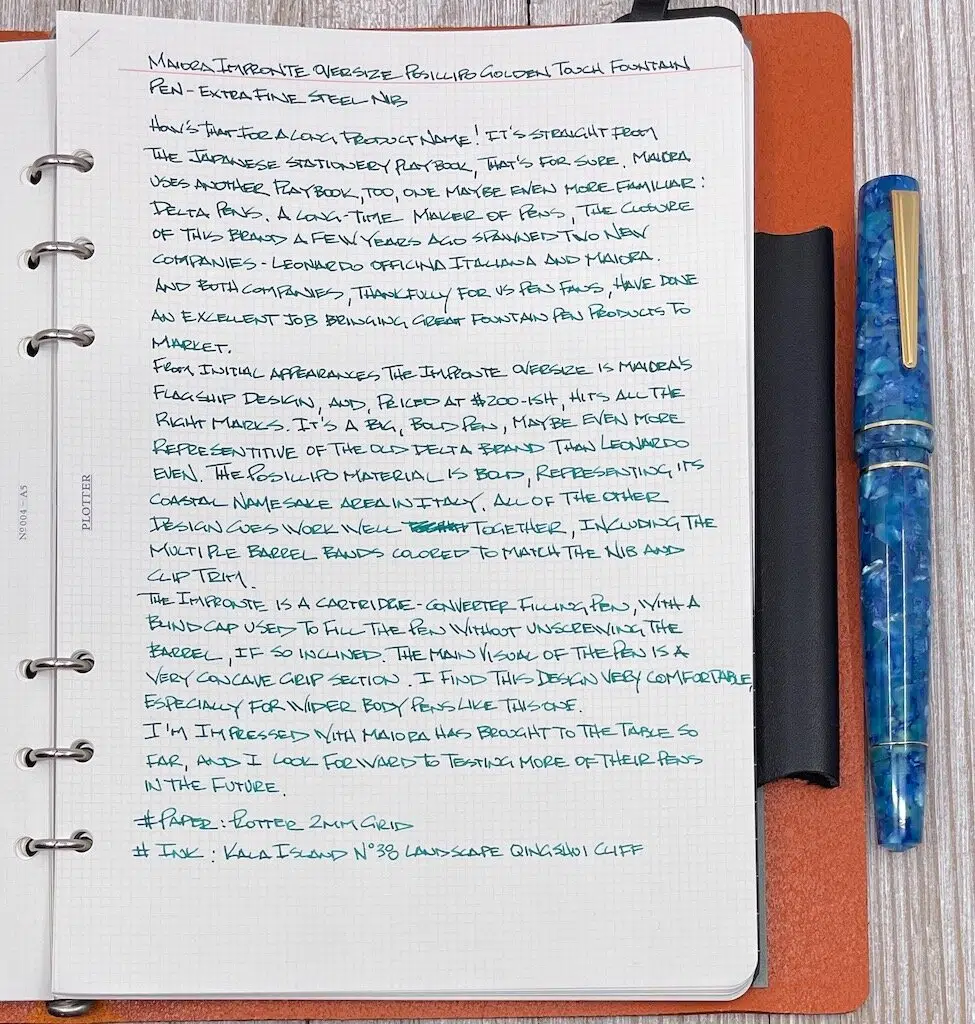 MAIORA IMPRONTE OVERSIZE POSILLIPO GOLDEN TOUCH FOUNTAIN
PEN - EXTRA FINE STEEL NIB
HOW'S THAT FOR A LONG PRODUCT NAME! IT'S STRAIGHT FROM
THE JAPANESE STATIONERY PLAYBOOK, THAT'S FOR SURE. MAIORA
USES ANOTHER PLAYBOOK, TOO, ONE MAYBE EVEN MORE FAMILIAR:
DELTA PENS. A LONG-TIME MAKER OF PENS, THE CLOSURE
OF THIS BRAND A FEW YEARS AGO SPAWNED TWO NEW
COMPANIES - LEONARDO OFFICINA ITALIANA AND MAIORA.
AND BOTH COMPANIES, THANKFULLY FOR US PEN FANS, HAVE DONE
AN EXCELLENT JOB BRINGING GREAT FOUNTAIN PEN PRODUCTS TO
MARKET.
FROM INITIAL APPEARANCES THE IMPRONTE OVERSIZE IS MAIORA'S
FLAGSHIP DESIGN, AND, PRICED AT $200-ISH, HITS ALL THE
RIGHT MARKS. IT'S A BIG, BOLD PEN, MAYBE EVEN MORE
REPRESENTITIVE OF THE OLD DELTA BRAND THAN LEONARDO
EVEN. THE POSILLIPO MATERIAL IS BOLD, REPRESENTING ITS
COASTAL NAMESAKE AREA IN ITALY. ALL OF THE OTHER
DESIGN CUES WORK WELL TOGETHER, INCLUDING THE
MULTIPLE BARREL BANDS COLORED TO MATCH THE NIB AND
CLIP TRIM.
THE IMPRONTE IS A CARTRIDGE-CONVERTER FILLING PEN, WITH A
BLIND CAP USED TO FILL THE PEN WITHOUT UNSCREWING THE
BARREL, IF SO INCLINED. THE MAIN VISUAL OF THE PEN IS A
VERY CONCAVE GRIP SECTION. I FIND THIS DESIGN VERY COMFORTABLE,
ESPECIALLY FOR WIDER BODY PENS LIKE THIS ONE.
I'M IMPRESSED WITH MAIORA HAS BROUGHT TO THE TABLE SO
FAR, AND I LOOK FORWARD TO TESTING MORE OF THEIR PENS
IN THE FUTURE.
# PAPER: PLOTTER 2MM GRID
# INK: KALA ISLAND N°38 LANDSCAPE QINGSHUI CLIFF
PLOTTER
Nº004 – A5